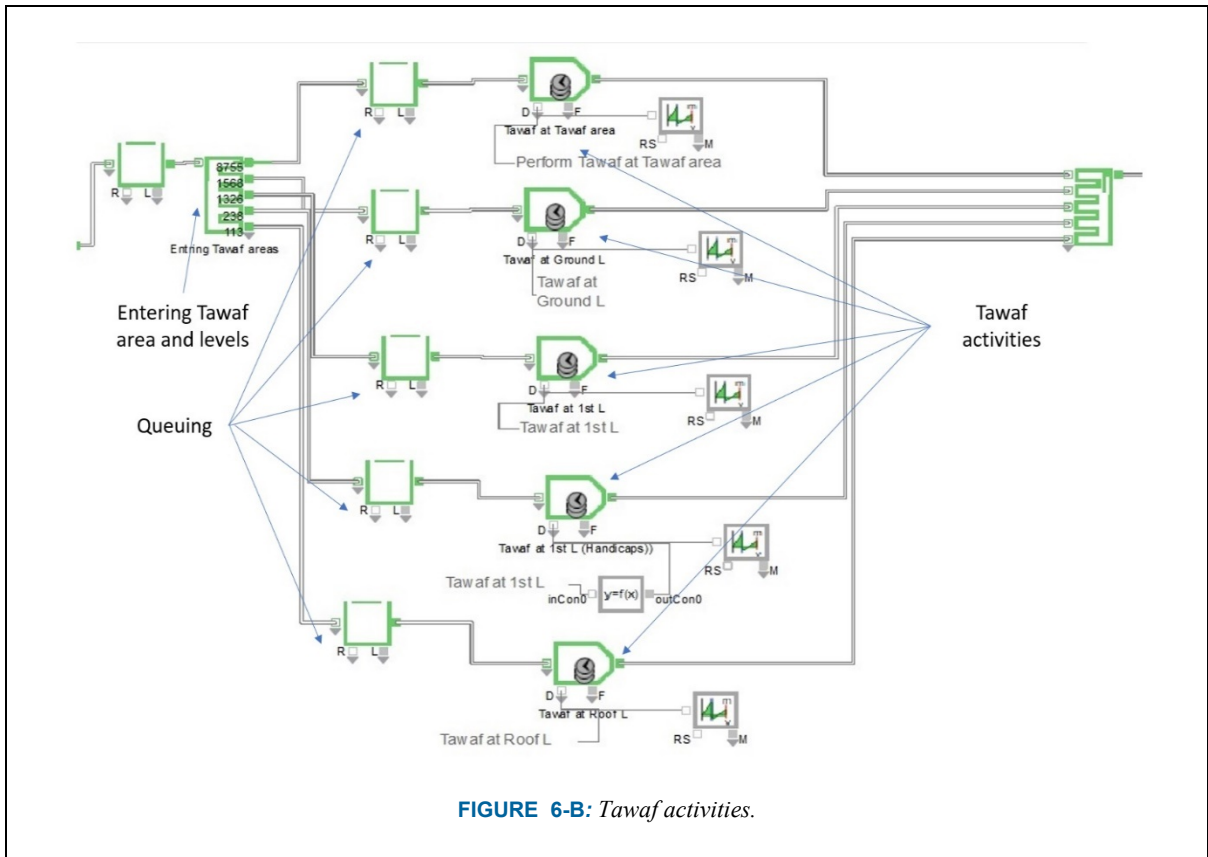 R L
8755
1568
1326
238
113
Entring Tawaf areas
Entering Tawaf
area and levels
Queuing
R L
D F
Tawaf at Tawaf area
RS M
Perform Tawaf at Tawaf area
R L
D F
Tawaf at Ground L
RS M
Tawaf at
Ground L
R L
D F
Tawaf at 1st L
RS M
Tawaf at 1st L
Tawaf
activities
R L
D F
Tawaf at 1st L (Handicaps))
RS M
Tawaf at 1st L
inCon0 y=f(x) outCon0
R L
D F
Tawaf at Roof L
RS M
Tawaf at Roof L
FIGURE 6-B: Tawaf activities.